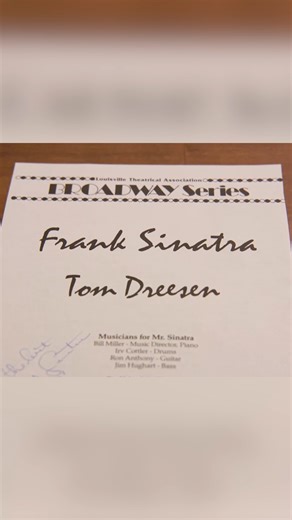 Louisville Theatrical Association
BROADWAY Series
Frank Sinatra
Tom Dreesen
Musicians for Mr. Sinatra
Bill Miller - Music Director, Piano
Irv Cottler - Drums
Ron Anthony - Guitar
Jim Hughart - Bass